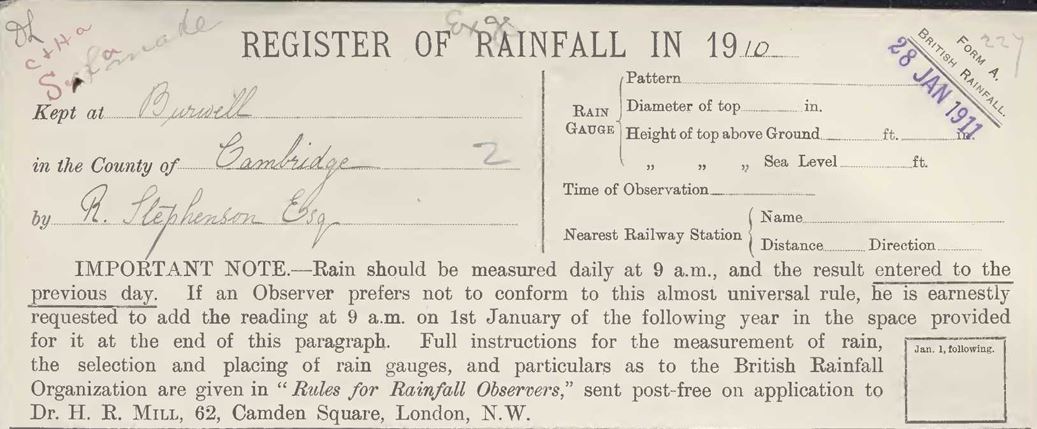 REGISTER OF RAINFALL IN 1910
FORM A.
BRITISH RAINFALL.
28 JAN 1911
227
Kept at Burwell
in the County of Cambridge 2
by R. Stephenson Esq
RAIN GAUGE
Pattern
Diameter of top in.
Height of top above Ground ft. in.
„ „ „ Sea Level ft.
Time of Observation
Nearest Railway Station
Name
Distance Direction
IMPORTANT NOTE.—Rain should be measured daily at 9 a.m., and the result entered to the
previous day. If an Observer prefers not to conform to this almost universal rule, he is earnestly
requested to add the reading at 9 a.m. on 1st January of the following year in the space provided
for it at the end of this paragraph. Full instructions for the measurement of rain,
the selection and placing of rain gauges, and particulars as to the British Rainfall
Organization are given in “Rules for Rainfall Observers,” sent post-free on application to
Dr. H. R. MILL, 62, Camden Square, London, N.W.
Jan. 1, following.